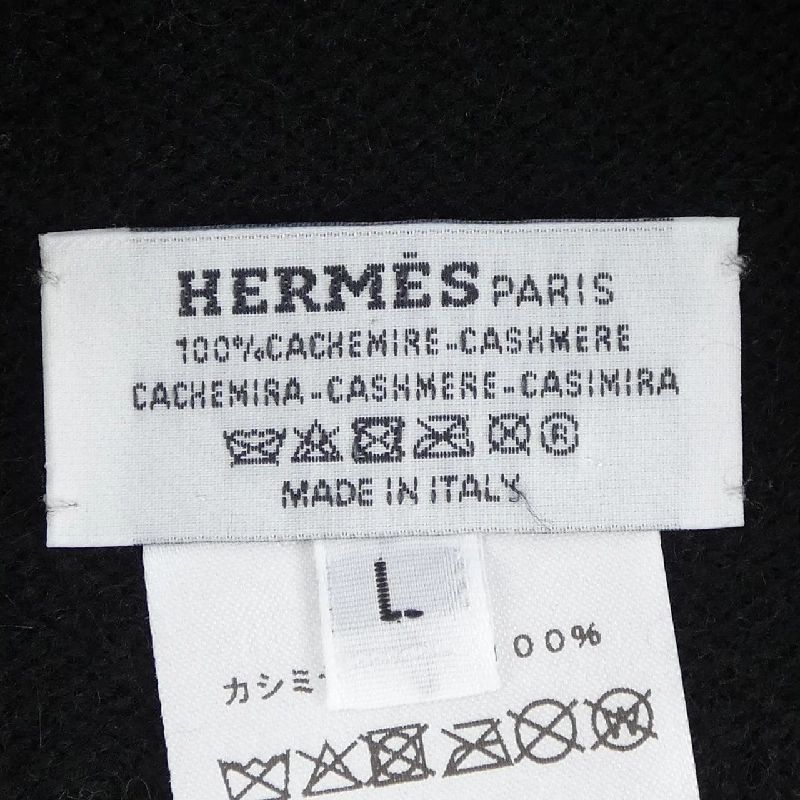 HERMÈS PARIS
100%CACHEMIRE-CASHMERE
CACHEMIRA-CASHMERE-CASIMIRA
Ⓡ
MADE IN ITALY
L
カシミ 00%
W